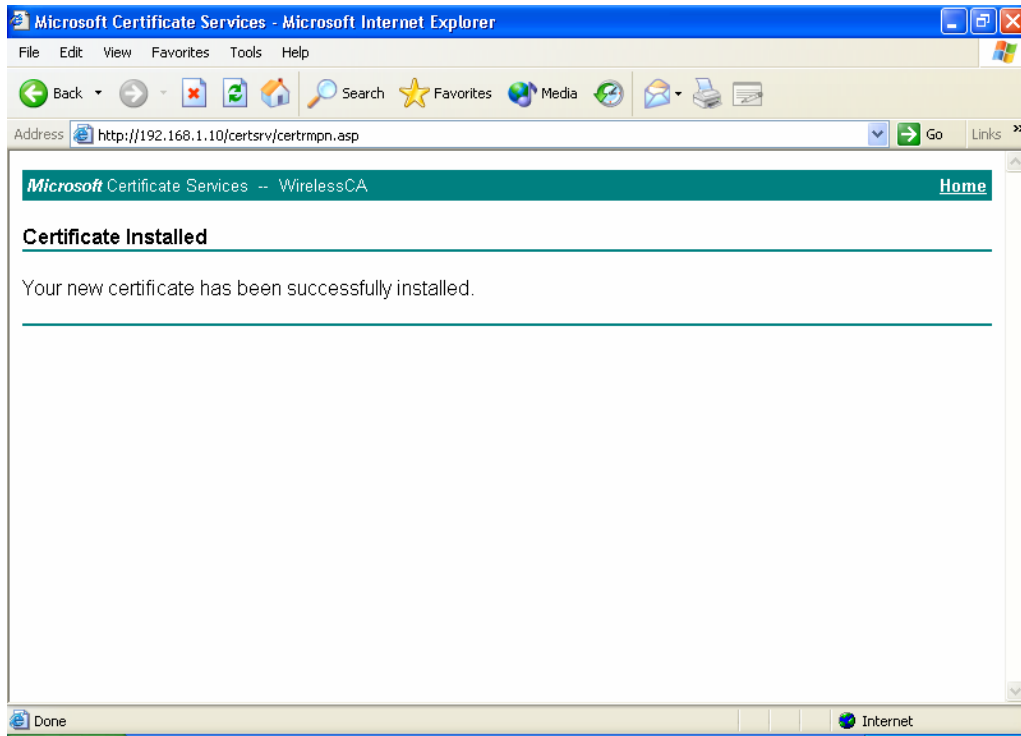 Microsoft Certificate Services - Microsoft Internet Explorer
File Edit View Favorites Tools Help
Back Search Favorites Media
Address http://192.168.1.10/certsrv/certrmpn.asp Go Links »
Microsoft Certificate Services -- WirelessCA Home
Certificate Installed
Your new certificate has been successfully installed.
Done Internet